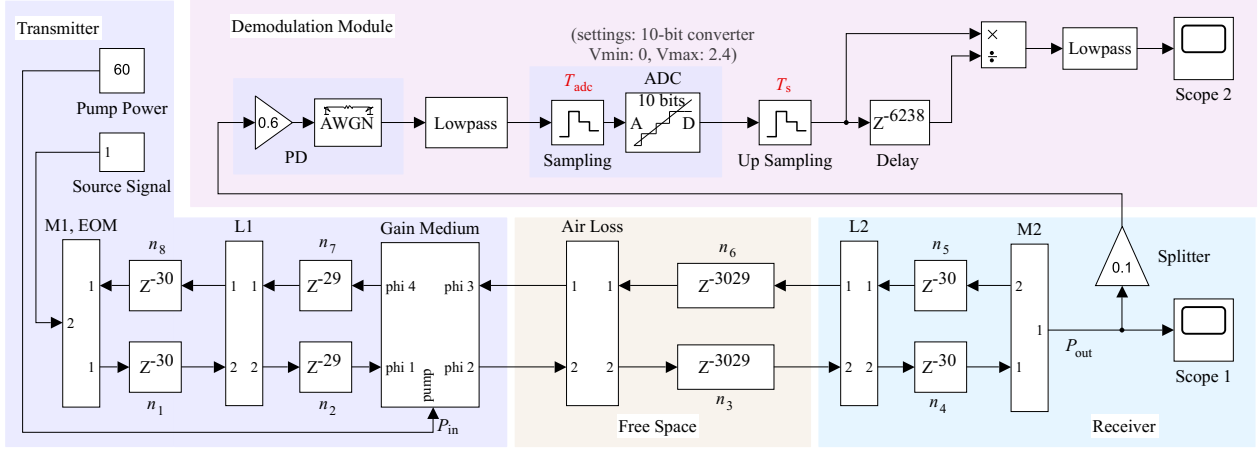 Transmitter
60
Pump Power
1
Source Signal
Demodulation Module
(settings: 10-bit converter
Vmin: 0, Vmax: 2.4)
0.6
AWGN
PD
Lowpass
T_adc
Sampling
ADC
10 bits
A D
T_s
Up Sampling
Z^-6238
Delay
×
÷
Lowpass
Scope 2
M1, EOM
1
2
1
n_8
Z^-30
Z^-30
n_1
L1
1 1
2 2
n_7
Z^-29
Z^-29
n_2
Gain Medium
phi 4 phi 3
phi 1 phi 2
pump
P_in
Air Loss
1 1
2 2
n_6
Z^-3029
Z^-3029
n_3
Free Space
L2
1 1
2 2
n_5
Z^-30
Z^-30
n_4
M2
2
1
1
P_out
0.1
Splitter
Scope 1
Receiver